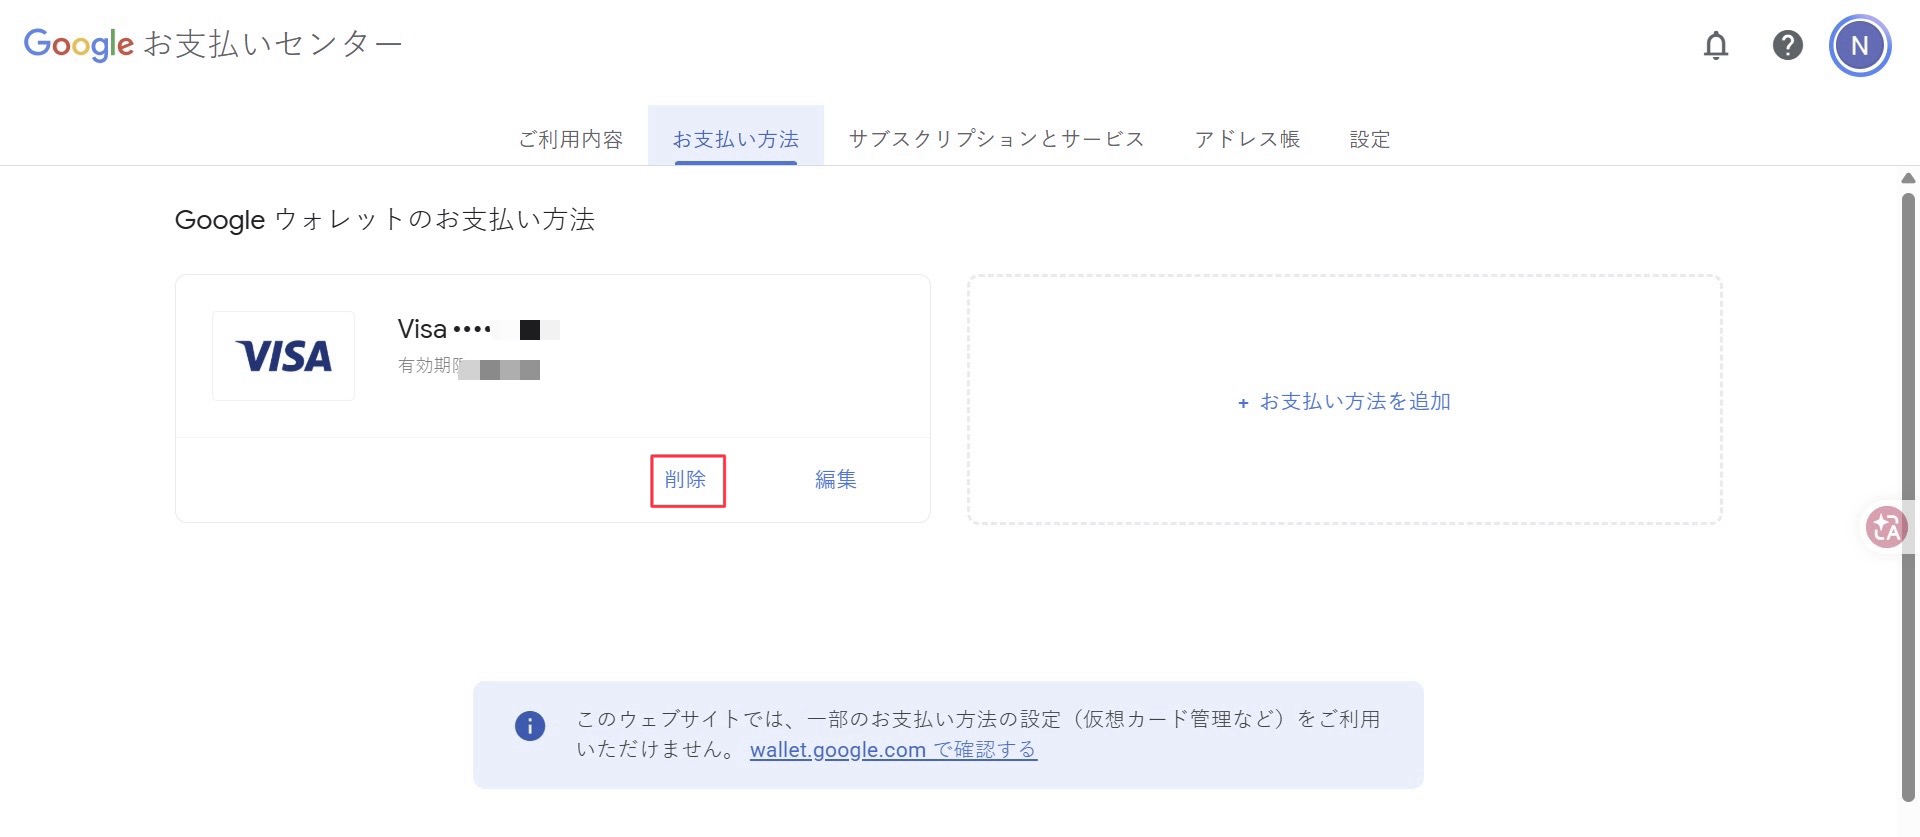 Google お支払いセンター
N
ご利用内容 お支払い方法 サブスクリプションとサービス アドレス帳 設定
Google ウォレットのお支払い方法
VISA
Visa ••••
有効期限
削除 編集
+ お支払い方法を追加
このウェブサイトでは、一部のお支払い方法の設定（仮想カード管理など）をご利用
いただけません。 wallet.google.com で確認する